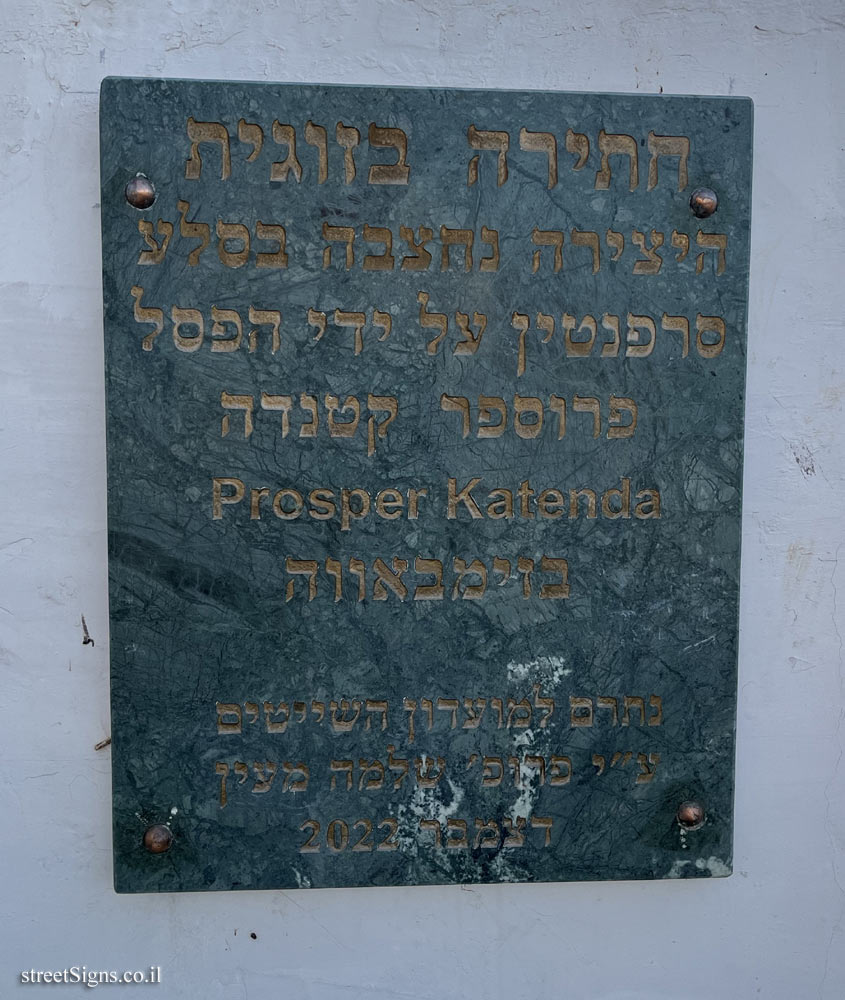 חתירה בזוגית
היצירה נחצבה בסלע
סרפנטין על ידי הפסל
פרוספר קטנדה
Prosper Katenda
בזימבאווה
נתרם למועדון השייטים
צ״י פרופ׳ שלמה מעין
דצמבר 2022
streetSigns.co.il